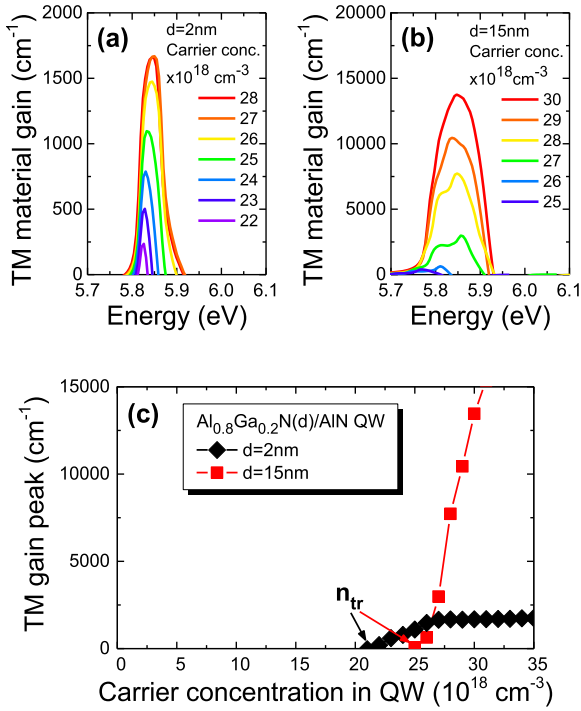 (a)
d=2nm
Carrier conc.
x10^18 cm^-3
28
27
26
25
24
23
22
2000
1500
1000
500
0
5.7 5.8 5.9 6.0 6.1
Energy (eV)
TM material gain (cm^-1)
(b)
d=15nm
Carrier conc.
x10^18 cm^-3
30
29
28
27
26
25
20000
15000
10000
5000
0
5.7 5.8 5.9 6.0 6.1
Energy (eV)
TM material gain (cm^-1)
(c)
Al_0.8Ga_0.2N(d)/AlN QW
d=2nm
d=15nm
n_tr
15000
10000
5000
0
0 5 10 15 20 25 30 35
Carrier concentration in QW (10^18 cm^-3)
TM gain peak (cm^-1)